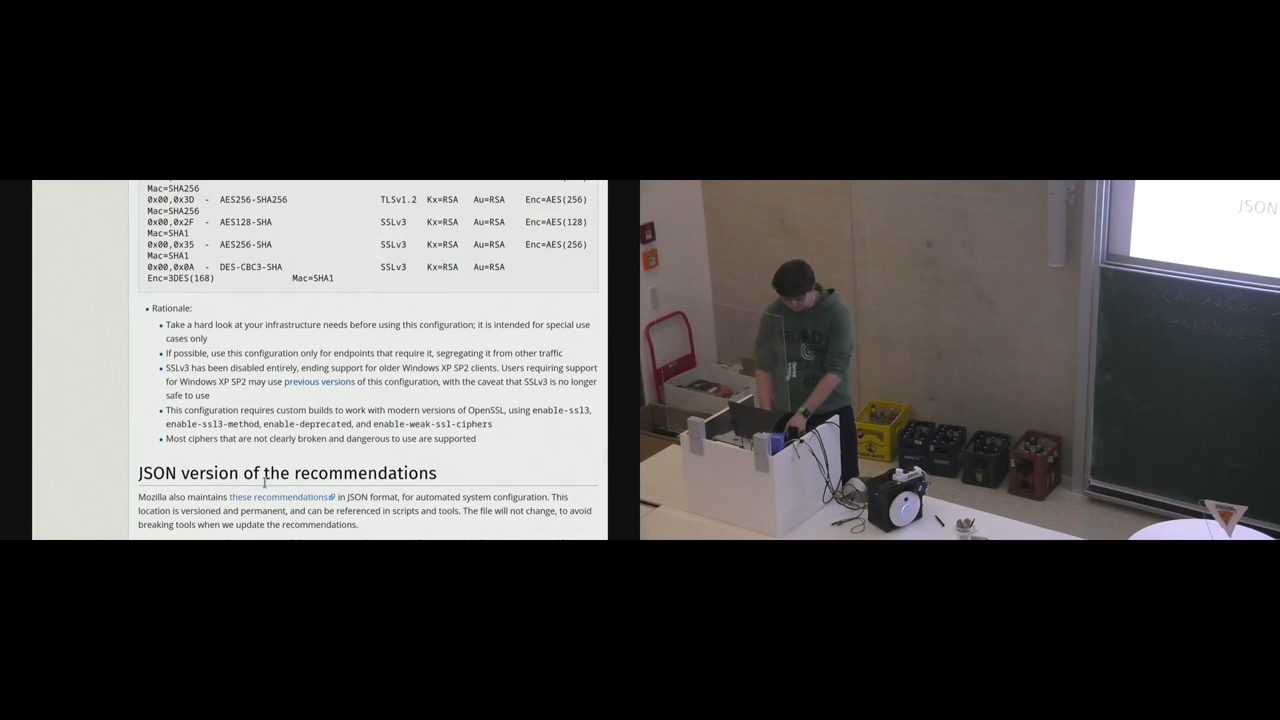 Mac=SHA256
0x00,0x3D - AES256-SHA256 TLSv1.2 Kx=RSA Au=RSA Enc=AES(256)
Mac=SHA256
0x00,0x2F - AES128-SHA SSLv3 Kx=RSA Au=RSA Enc=AES(128)
Mac=SHA1
0x00,0x35 - AES256-SHA SSLv3 Kx=RSA Au=RSA Enc=AES(256)
Mac=SHA1
0x00,0x0A - DES-CBC3-SHA SSLv3 Kx=RSA Au=RSA
Enc=3DES(168) Mac=SHA1
Rationale:
Take a hard look at your infrastructure needs before using this configuration; it is intended for special use
cases only
If possible, use this configuration only for endpoints that require it, segregating it from other traffic
SSLv3 has been disabled entirely, ending support for older Windows XP SP2 clients. Users requiring support
for Windows XP SP2 may use previous versions of this configuration, with the caveat that SSLv3 is no longer
safe to use
This configuration requires custom builds to work with modern versions of OpenSSL, using enable-ssl3,
enable-ssl3-method, enable-deprecated, and enable-weak-ssl-ciphers
Most ciphers that are not clearly broken and dangerous to use are supported
JSON version of the recommendations
Mozilla also maintains these recommendations in JSON format, for automated system configuration. This
location is versioned and permanent, and can be referenced in scripts and tools. The file will not change, to avoid
breaking tools when we update the recommendations.
JSON